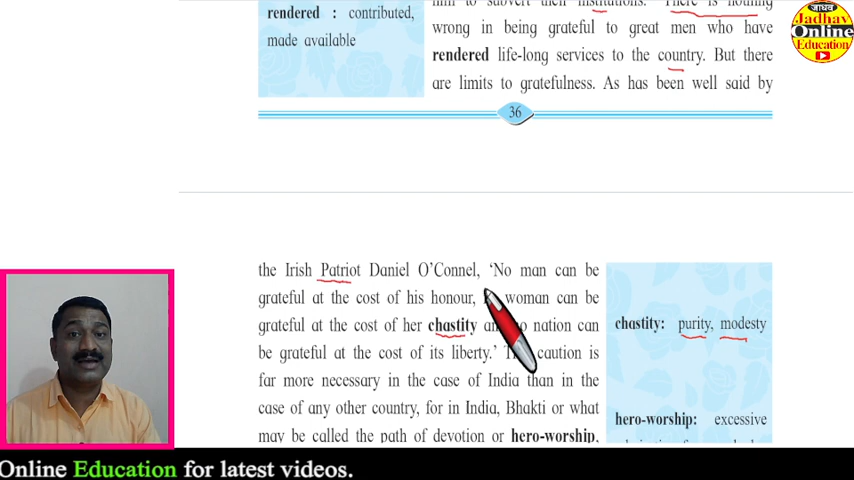 rendered : contributed,
made available
him to subvert their institutions. There is nothing
wrong in being grateful to great men who have
rendered life-long services to the country. But there
are limits to gratefulness. As has been well said by
36
जाधव
Jadhav
Online
Education
the Irish Patriot Daniel O'Connel, 'No man can be
grateful at the cost of his honour, woman can be
grateful at the cost of her chastity and no nation can
be grateful at the cost of its liberty.' This caution is
far more necessary in the case of India than in the
case of any other country, for in India, Bhakti or what
may be called the path of devotion or hero-worship,
chastity: purity, modesty
hero-worship: excessive
Online Education for latest videos.